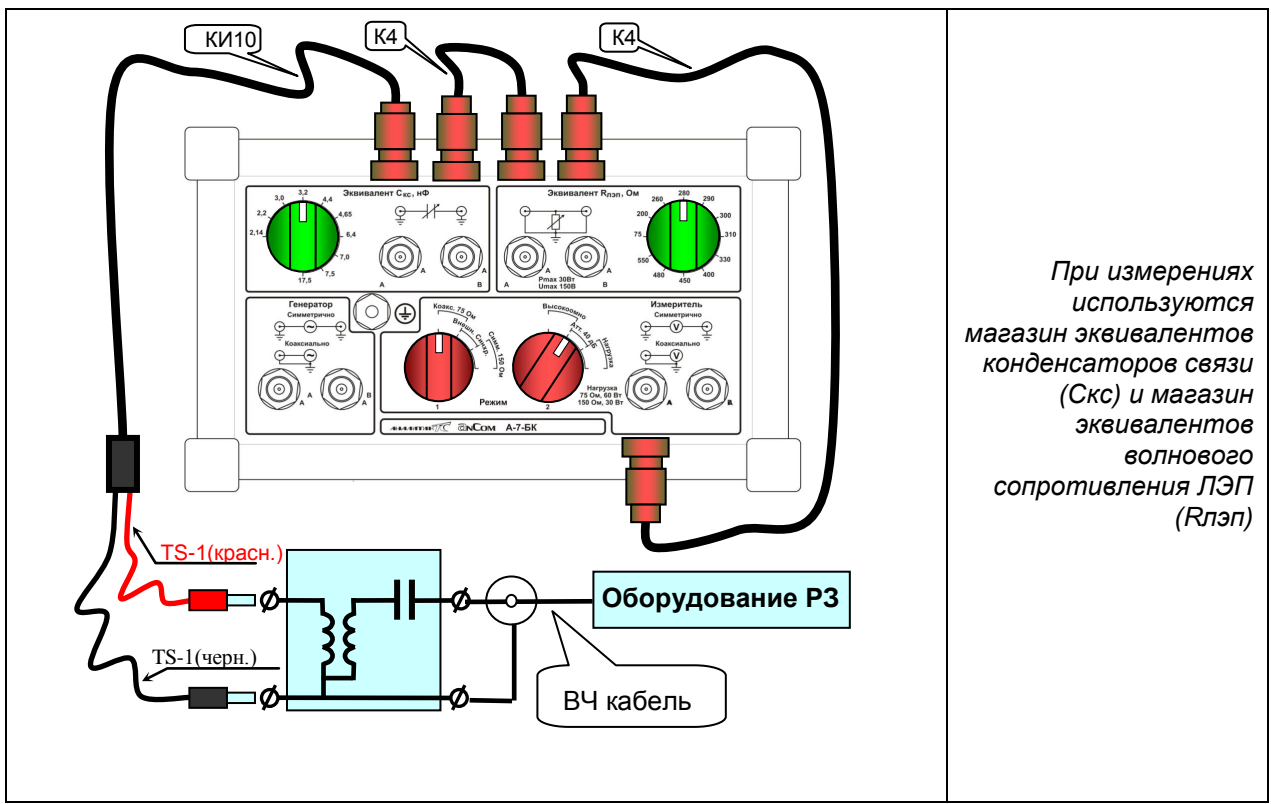 КИ10
К4
К4
Эквивалент Cкс, нФ
2,14
2,2
3,0
3,2
4,4
4,65
6,4
7,0
7,5
17,5
A
A
A
B
Эквивалент Rлэп, Ом
A
A
A
B
Pmax 30Вт
Umax 150В
75
200
260
280
290
300
310
330
400
450
480
550
Генератор
Симметрично
Коаксиально
A
A
B
A
Коакс. 75 Ом
Внешн. Синхр.
Симм. 150 Ом
1
Режим
Высокоомно
Атт. 40 дБ
Нагрузка
Нагрузка
75 Ом, 60 Вт
150 Ом, 30 Вт
2
Измеритель
Симметрично
V
Коаксиально
V
AnCom А-7-БК
TS-1(красн.)
TS-1(черн.)
Оборудование РЗ
ВЧ кабель
При измерениях
используются
магазин эквивалентов
конденсаторов связи
(Скс) и магазин
эквивалентов
волнового
сопротивления ЛЭП
(Rлэп)